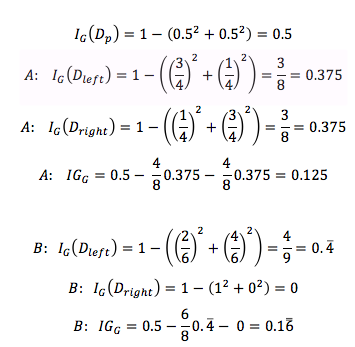 I_G(D_p) = 1 − (0.5² + 0.5²) = 0.5
A: I_G(D_left) = 1 − ((3/4)² + (1/4)²) = 3/8 = 0.375
A: I_G(D_right) = 1 − ((1/4)² + (3/4)²) = 3/8 = 0.375
A: IG_G = 0.5 − 4/8 0.375 − 4/8 0.375 = 0.125
B: I_G(D_left) = 1 − ((2/6)² + (4/6)²) = 4/9 = 0.4̄
B: I_G(D_right) = 1 − (1² + 0²) = 0
B: IG_G = 0.5 − 6/8 0.4̄ − 0 = 0.16̄